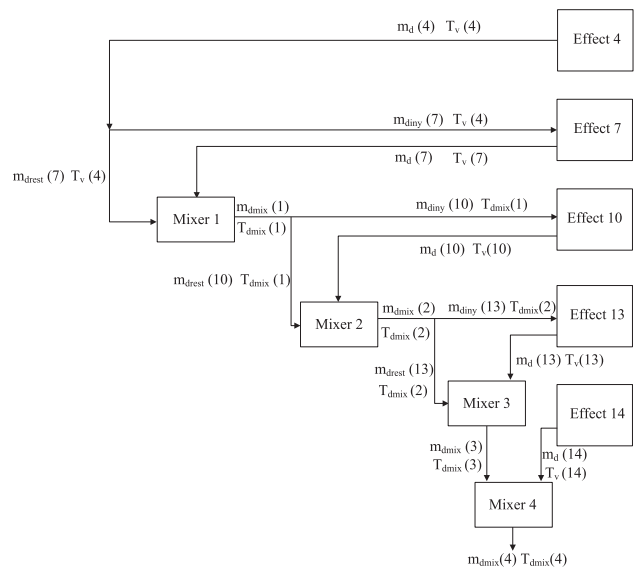 m_d (4) T_v (4)
Effect 4
m_diny (7) T_v (4)
Effect 7
m_d (7) T_v (7)
m_drest (7) T_v (4)
Mixer 1
m_dmix (1)
T_dmix (1)
m_diny (10) T_dmix(1)
Effect 10
m_d (10) T_v(10)
m_drest (10) T_dmix (1)
Mixer 2
m_dmix (2)
T_dmix (2)
m_diny (13) T_dmix(2)
Effect 13
m_drest (13)
T_dmix (2)
m_d (13) T_v(13)
Mixer 3
Effect 14
m_dmix (3)
T_dmix (3)
m_d (14)
T_v (14)
Mixer 4
m_dmix(4) T_dmix(4)